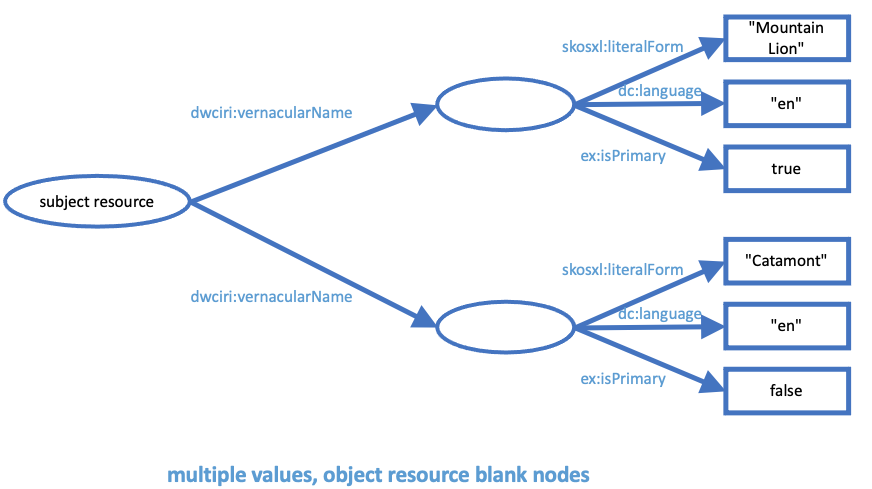 "Mountain
Lion"
skosxl:literalForm
dc:language
"en"
dwciri:vernacularName
ex:isPrimary
true
subject resource
"Catamont"
skosxl:literalForm
dwciri:vernacularName
dc:language
"en"
ex:isPrimary
false
multiple values, object resource blank nodes